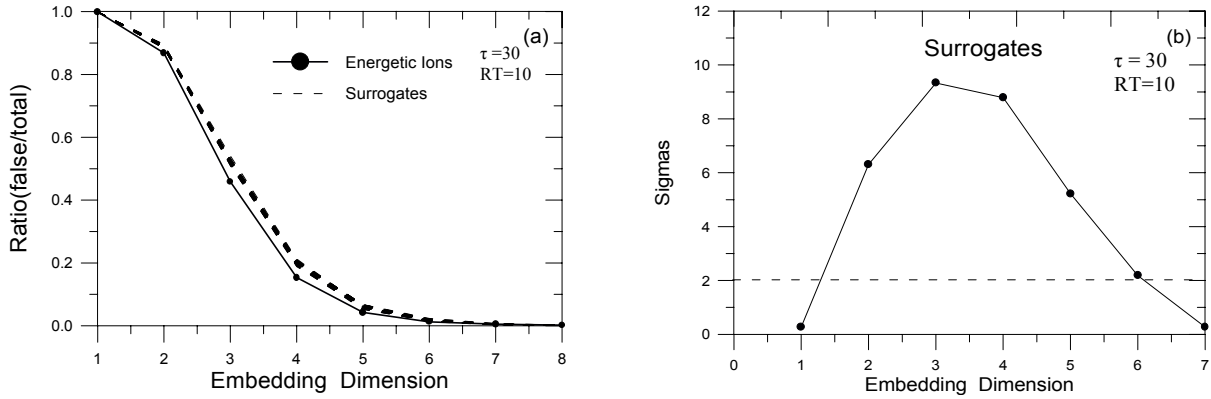 (a)
Energetic Ions
Surrogates
τ =30
RT=10
Ratio(false/total)
1.0
0.8
0.6
0.4
0.2
0.0
1 2 3 4 5 6 7 8
Embedding Dimension
(b)
Surrogates
τ = 30
RT=10
Sigmas
12
10
8
6
4
2
0
0 1 2 3 4 5 6 7
Embedding Dimension